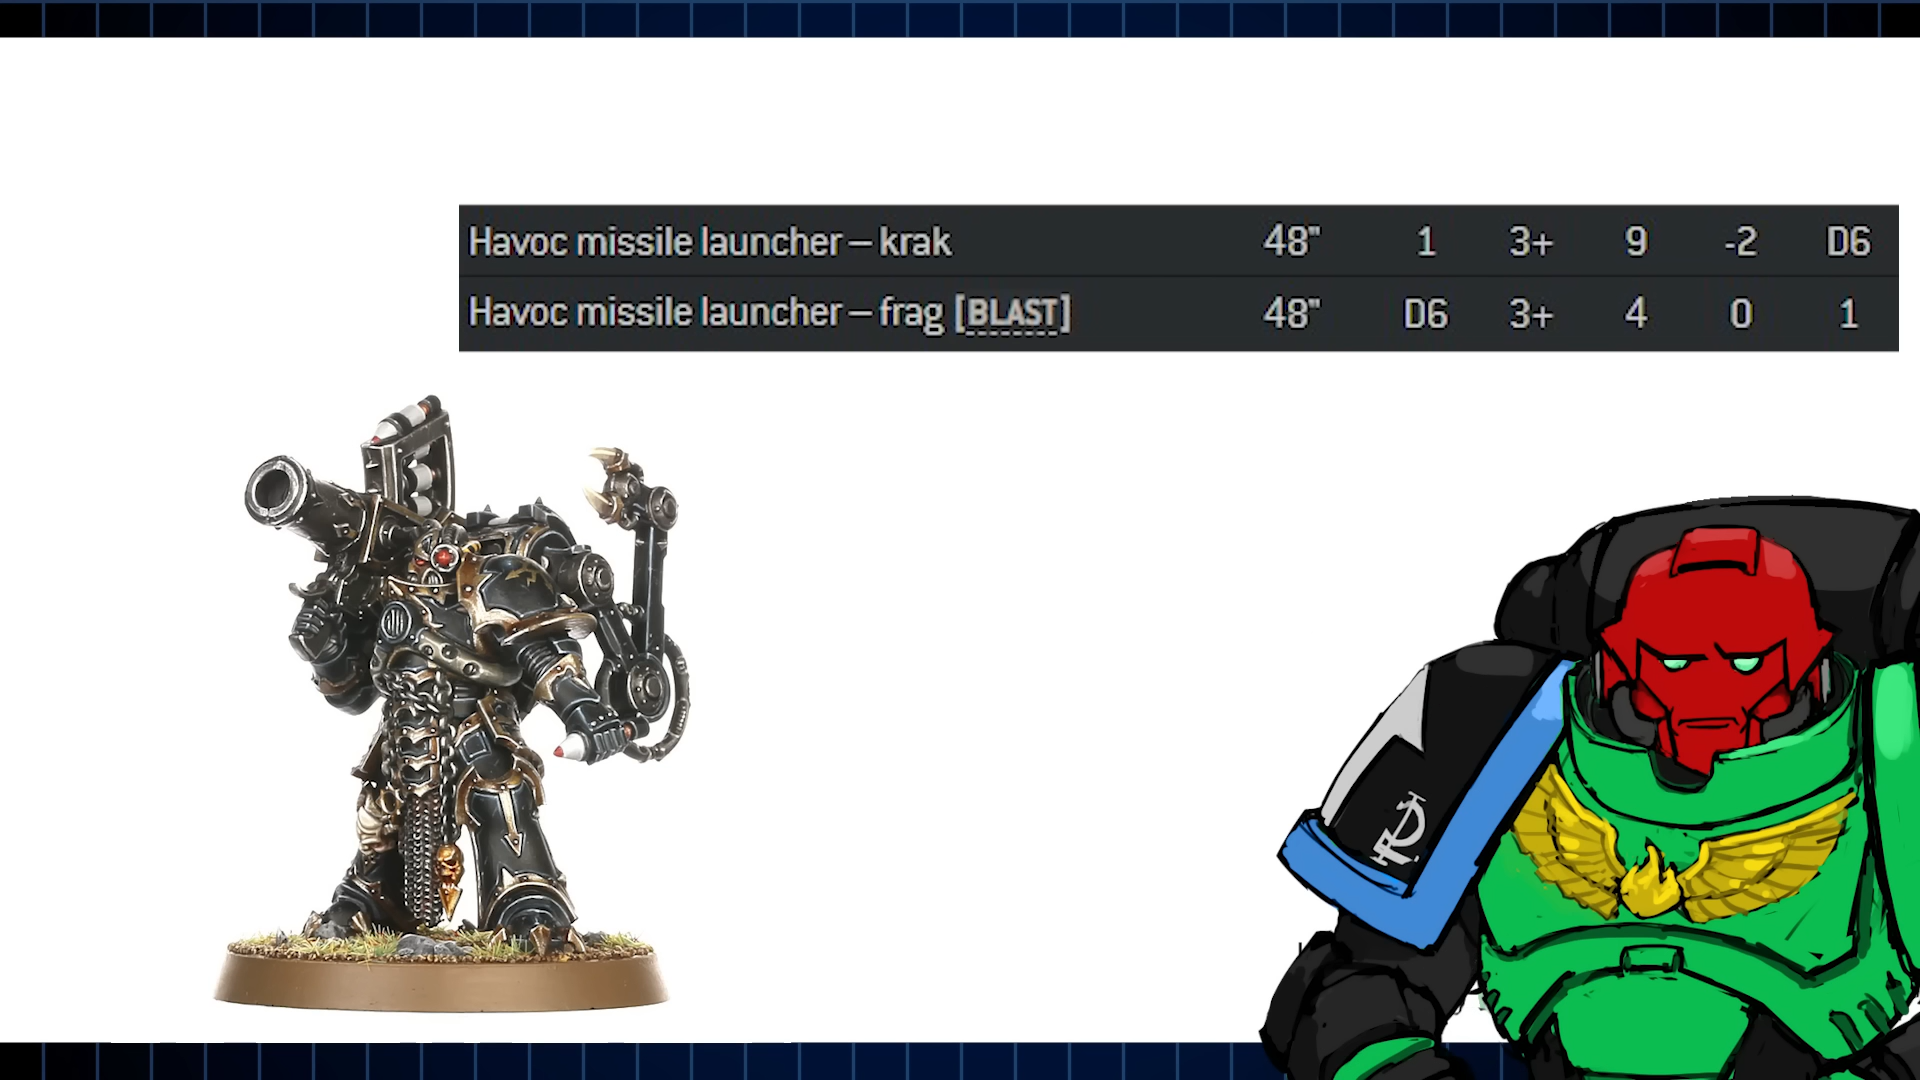 Havoc missile launcher – krak 48" 1 3+ 9 -2 D6
Havoc missile launcher – frag [BLAST] 48" D6 3+ 4 0 1